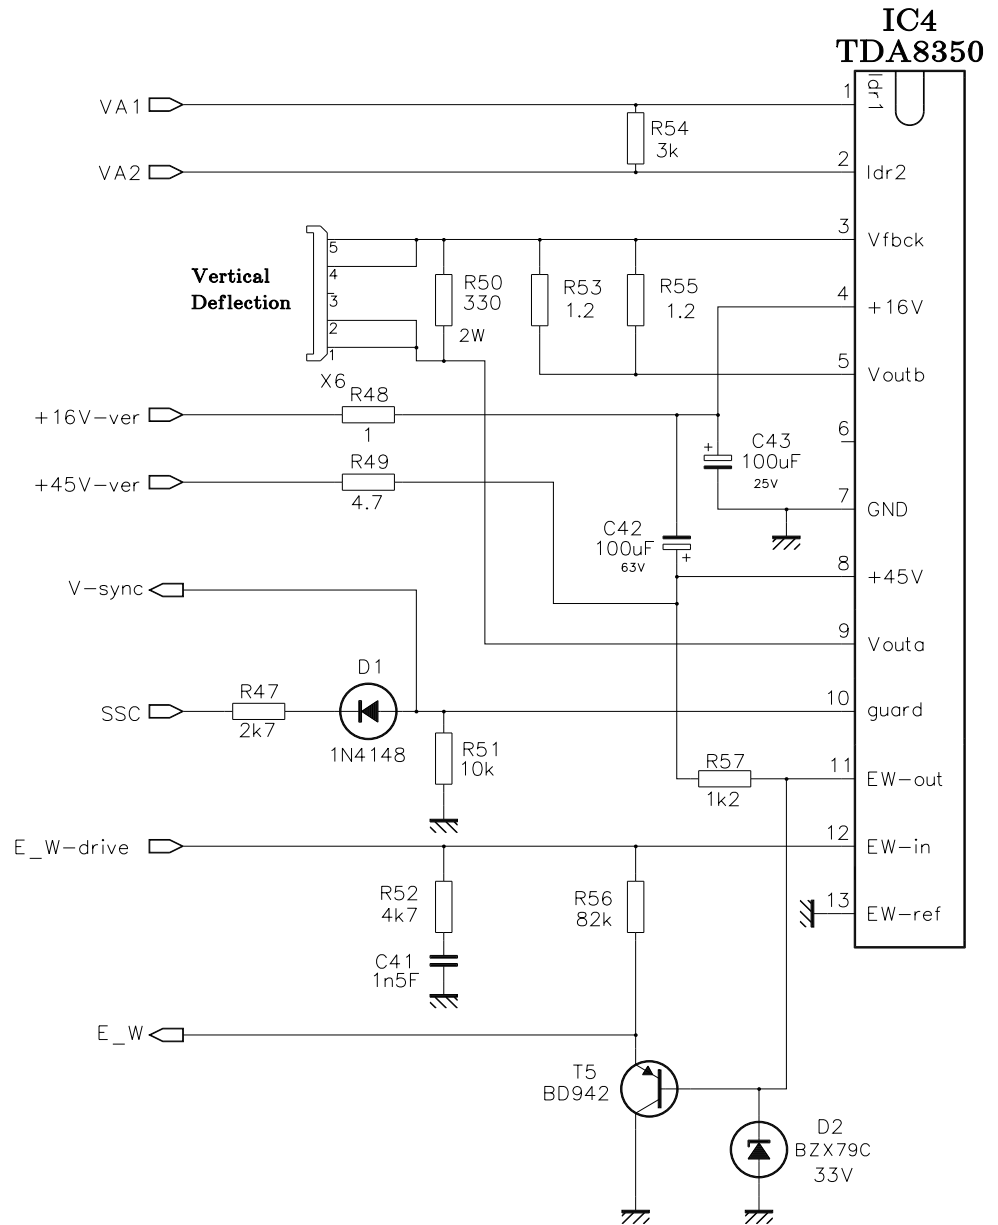 IC4
TDA8350
VA1
1
Idr1
R54
3k
VA2
2
Idr2
3
Vfbck
5
4
3
2
1
X6
Vertical
Deflection
R50
330
2W
R53
1.2
R55
1.2
4
+16V
5
Voutb
+16V-ver
R48
1
6
+
C43
100uF
25V
+45V-ver
R49
4.7
7
GND
C42
100uF
63V
+
8
+45V
V-sync
9
Vouta
D1
1N4148
SSC
R47
2k7
10
guard
R51
10k
R57
1k2
11
EW-out
E_W-drive
12
EW-in
R52
4k7
R56
82k
13
EW-ref
C41
1n5F
E_W
T5
BD942
D2
BZX79C
33V